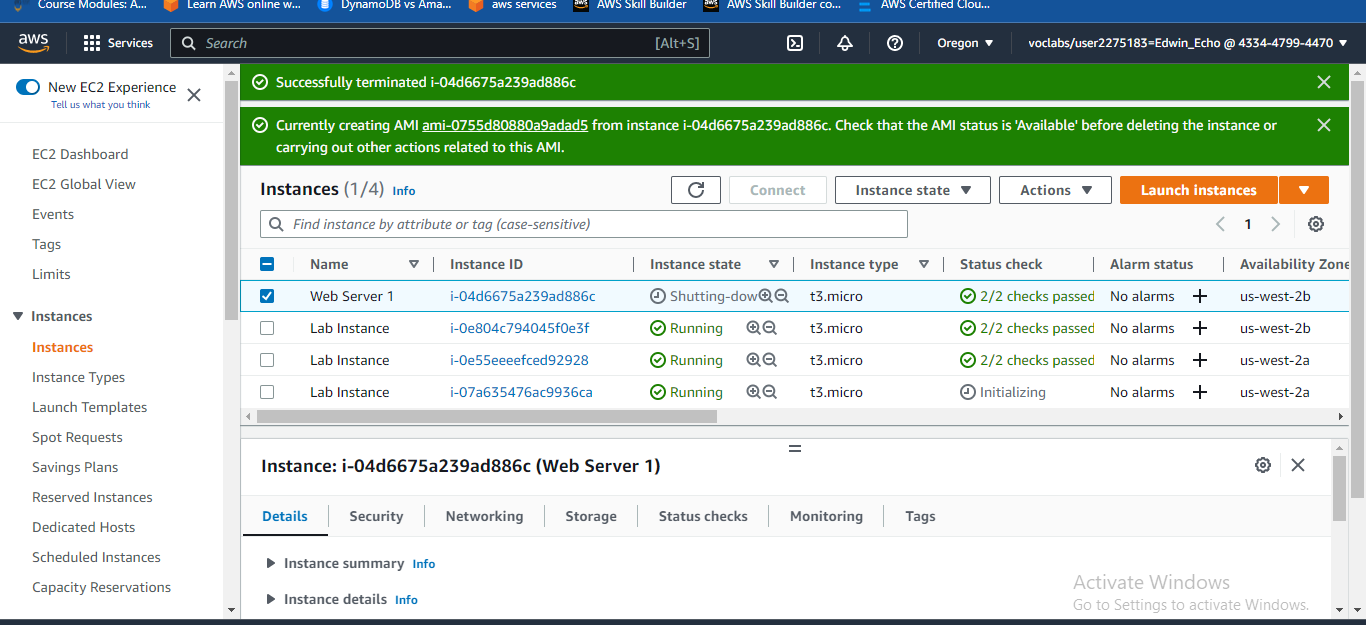 Course Modules: A...
Learn AWS online w...
DynamoDB vs Ama...
aws services
aws
AWS Skill Builder
aws
AWS Skill Builder co...
AWS Certified Clou...
aws
Services
Search
[Alt+S]
Oregon
voclabs/user2275183=Edwin_Echo @ 4334-4799-4470
New EC2 Experience
Tell us what you think
EC2 Dashboard
EC2 Global View
Events
Tags
Limits
Instances
Instances
Instance Types
Launch Templates
Spot Requests
Savings Plans
Reserved Instances
Dedicated Hosts
Scheduled Instances
Capacity Reservations
Successfully terminated i-04d6675a239ad886c
Currently creating AMI ami-0755d80880a9adad5 from instance i-04d6675a239ad886c. Check that the AMI status is 'Available' before deleting the instance or
carrying out other actions related to this AMI.
Instances (1/4) Info
Connect
Instance state
Actions
Launch instances
Find instance by attribute or tag (case-sensitive)
1
Name Instance ID Instance state Instance type Status check Alarm status Availability Zone
Web Server 1 i-04d6675a239ad886c Shutting-dow t3.micro 2/2 checks passed No alarms + us-west-2b
Lab Instance i-0e804c794045f0e3f Running t3.micro 2/2 checks passed No alarms + us-west-2b
Lab Instance i-0e55eeeefced92928 Running t3.micro 2/2 checks passed No alarms + us-west-2a
Lab Instance i-07a635476ac9936ca Running t3.micro Initializing No alarms + us-west-2a
Instance: i-04d6675a239ad886c (Web Server 1)
Details Security Networking Storage Status checks Monitoring Tags
Instance summary Info
Instance details Info
Activate Windows
Go to Settings to activate Windows.